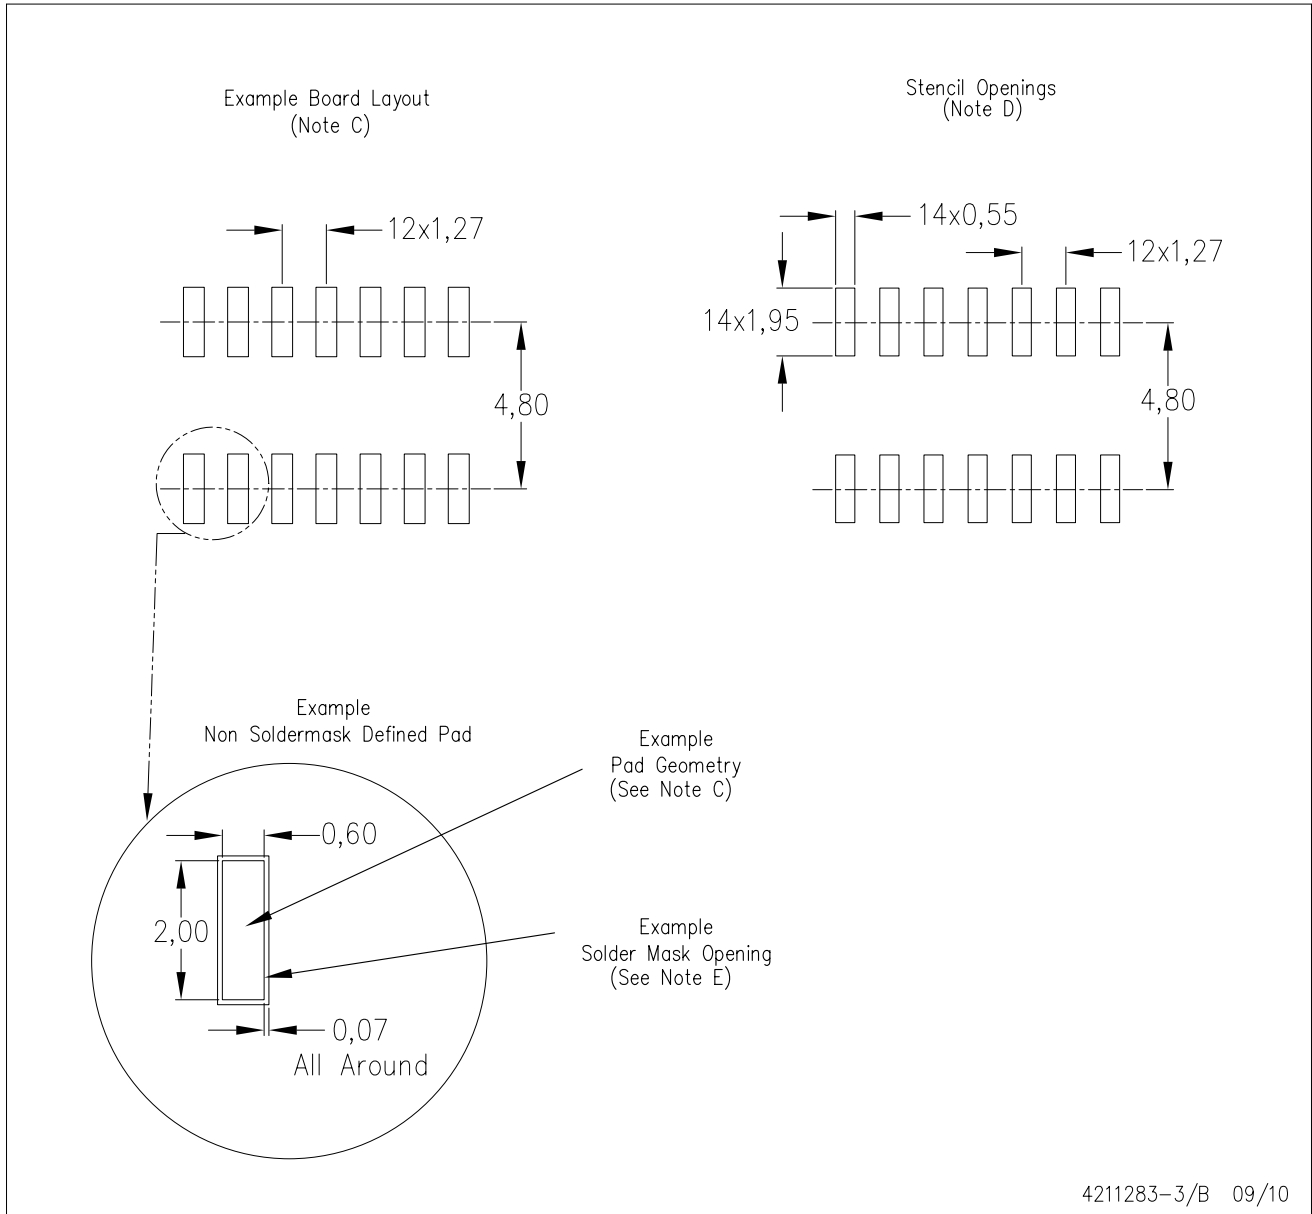 Example Board Layout
(Note C)
Stencil Openings
(Note D)
12x1,27
14x0,55
12x1,27
14x1,95
4,80
4,80
Example
Non Soldermask Defined Pad
Example
Pad Geometry
(See Note C)
0,60
2,00
Example
Solder Mask Opening
(See Note E)
0,07
All Around
4211283-3/B 09/10